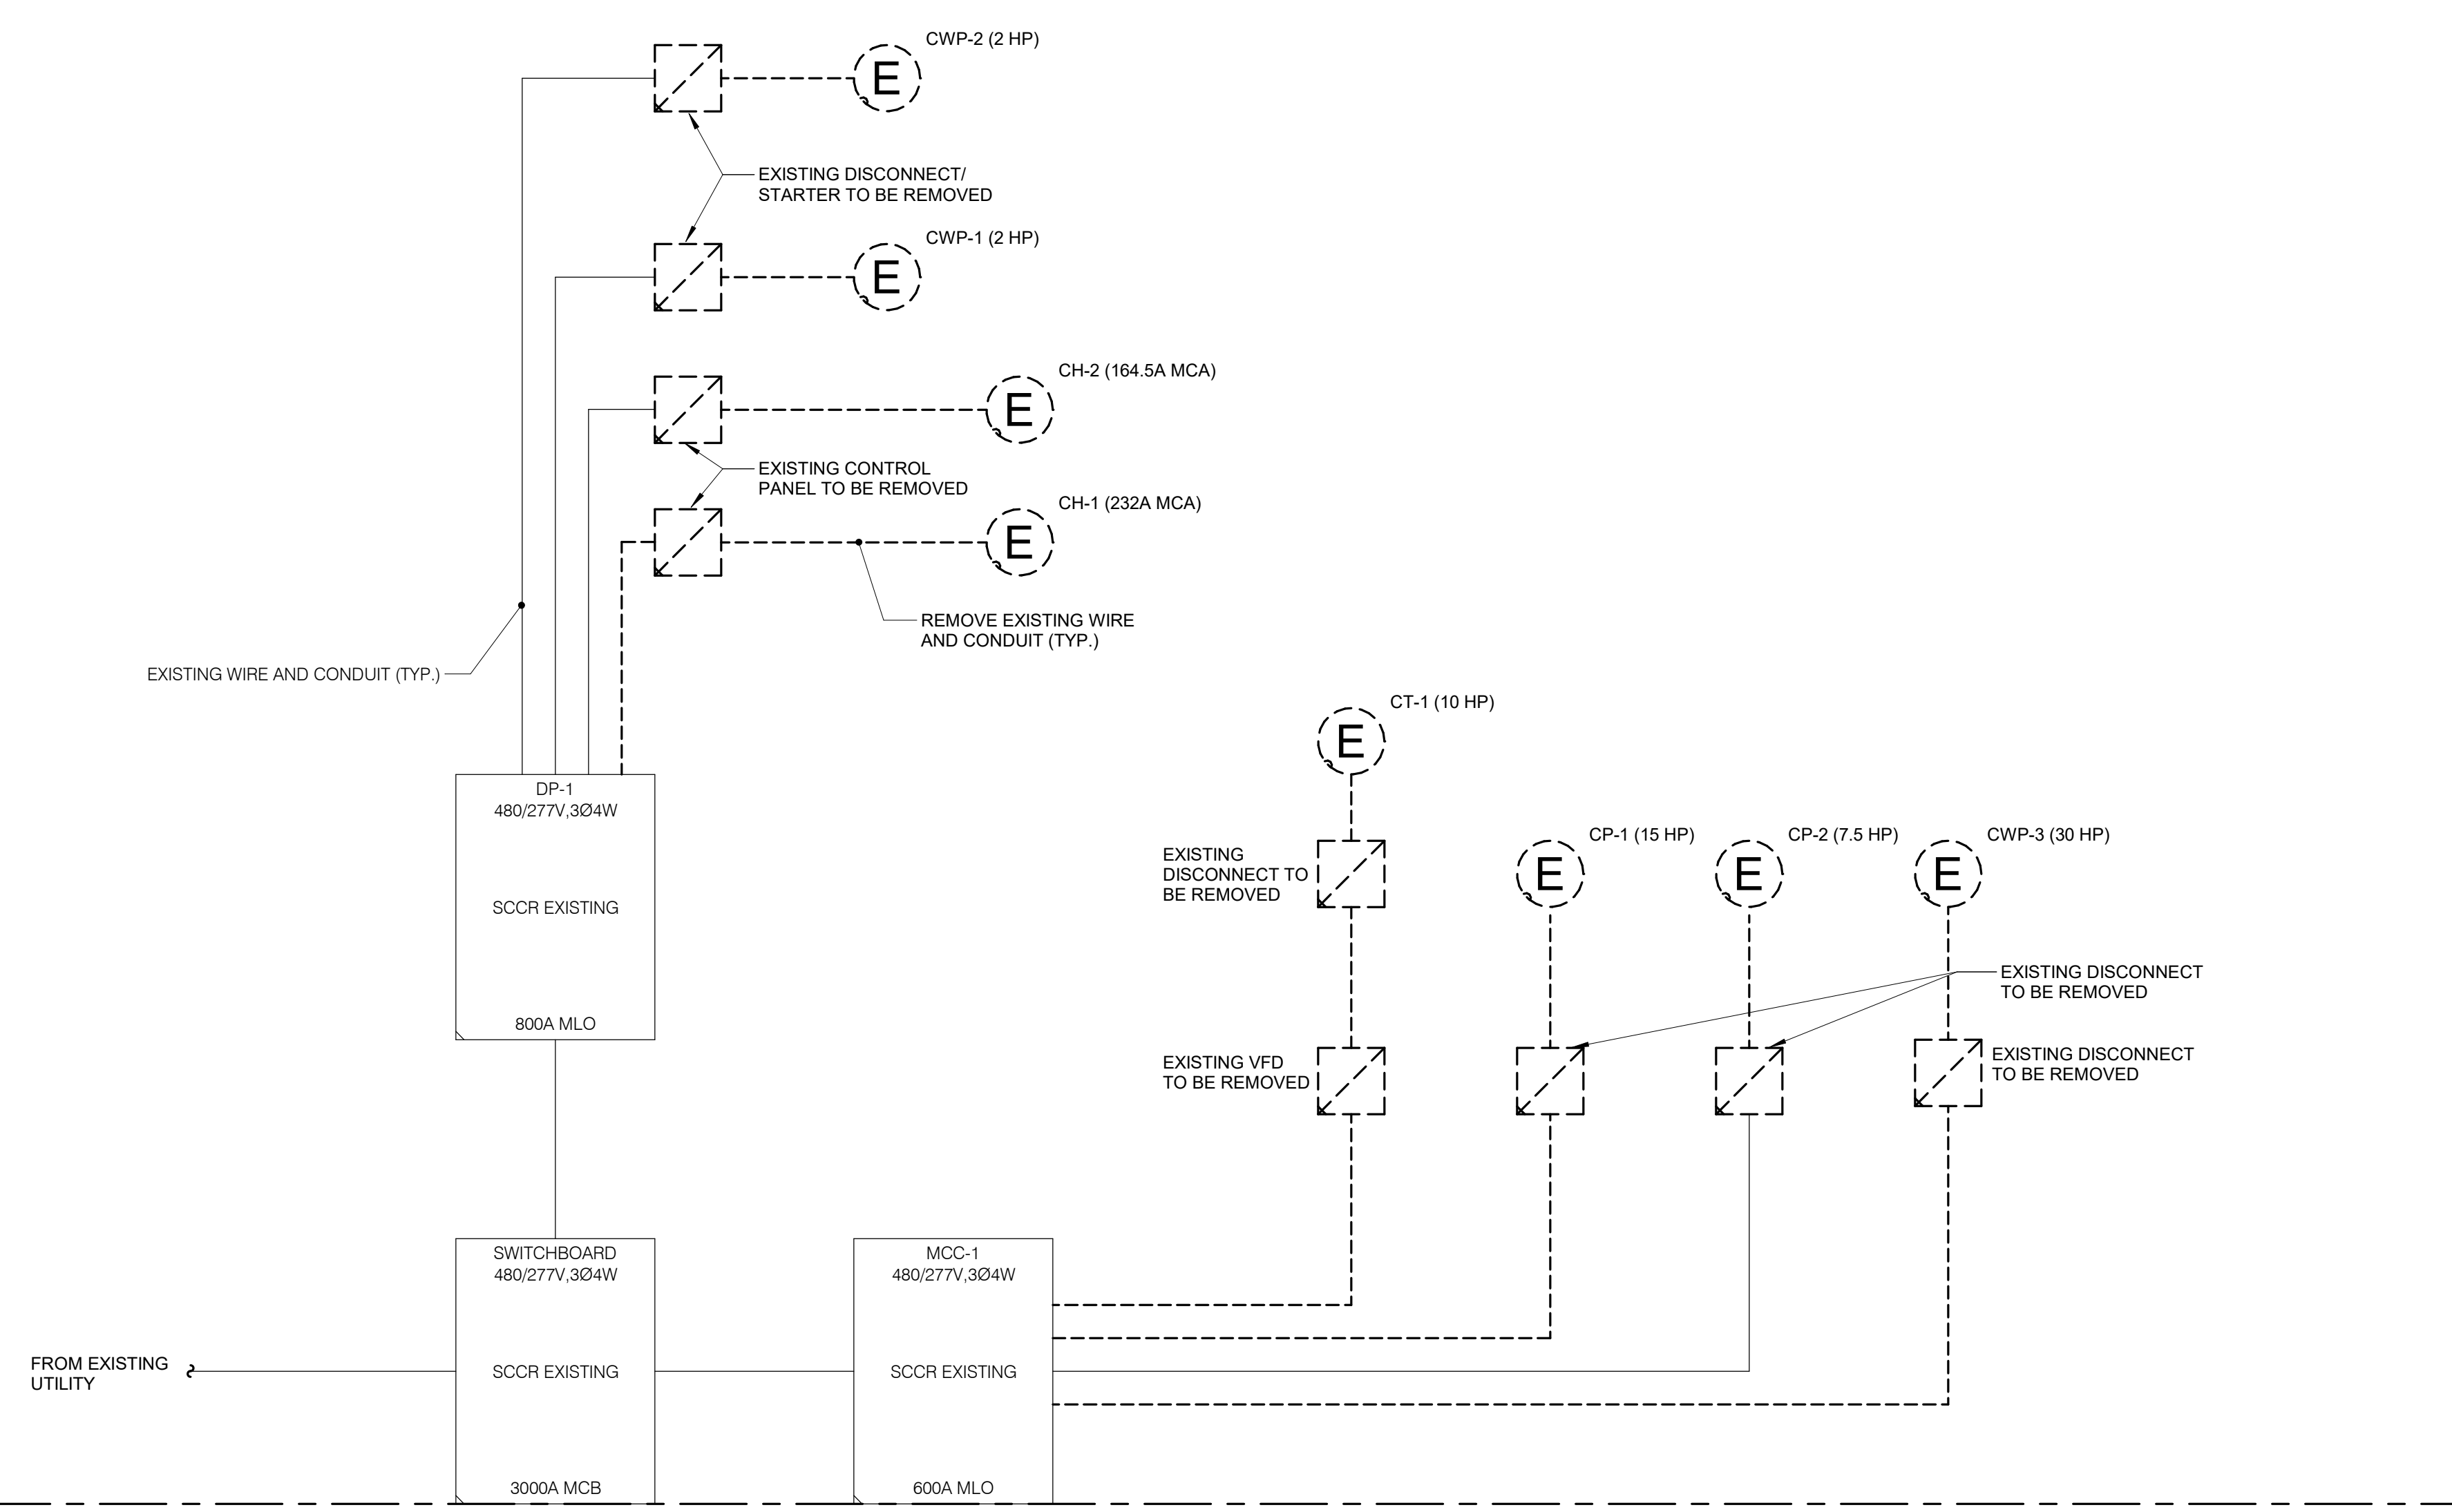 CWP-2 (2 HP)
E
EXISTING DISCONNECT/
STARTER TO BE REMOVED
CWP-1 (2 HP)
E
CH-2 (164.5A MCA)
E
EXISTING CONTROL
PANEL TO BE REMOVED
CH-1 (232A MCA)
E
REMOVE EXISTING WIRE
AND CONDUIT (TYP.)
EXISTING WIRE AND CONDUIT (TYP.)
CT-1 (10 HP)
E
DP-1
480/277V,3Ø4W
SCCR EXISTING
800A MLO
EXISTING
DISCONNECT TO
BE REMOVED
CP-1 (15 HP)
E
CP-2 (7.5 HP)
E
CWP-3 (30 HP)
E
EXISTING DISCONNECT
TO BE REMOVED
EXISTING VFD
TO BE REMOVED
EXISTING DISCONNECT
TO BE REMOVED
SWITCHBOARD
480/277V,3Ø4W
SCCR EXISTING
3000A MCB
MCC-1
480/277V,3Ø4W
SCCR EXISTING
600A MLO
FROM EXISTING
UTILITY